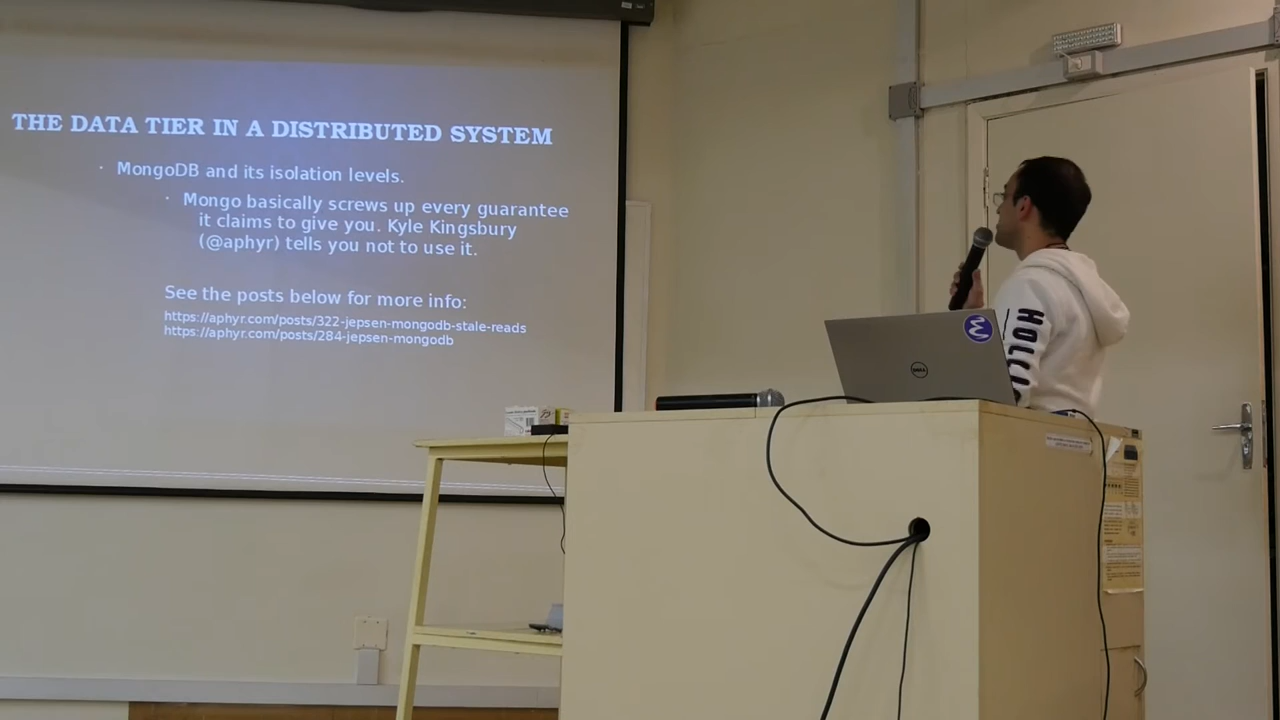 THE DATA TIER IN A DISTRIBUTED SYSTEM
· MongoDB and its isolation levels.
· Mongo basically screws up every guarantee
it claims to give you. Kyle Kingsbury
(@aphyr) tells you not to use it.
See the posts below for more info:
https://aphyr.com/posts/322-jepsen-mongodb-stale-reads
https://aphyr.com/posts/284-jepsen-mongodb
DELL